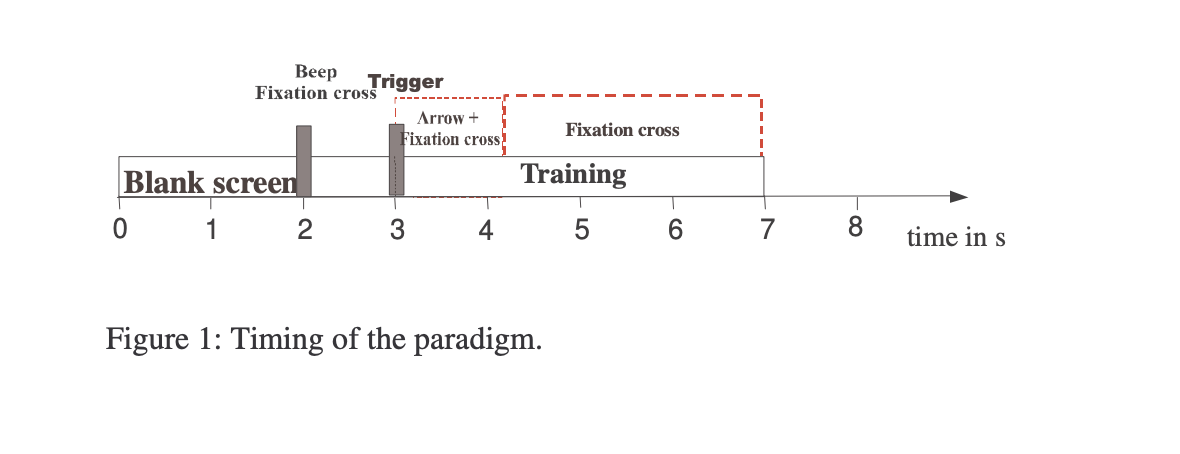 Beep
Fixation cross
Trigger
Arrow +
Fixation cross
Fixation cross
Blank screen
Training
0 1 2 3 4 5 6 7 8
time in s
Figure 1: Timing of the paradigm.